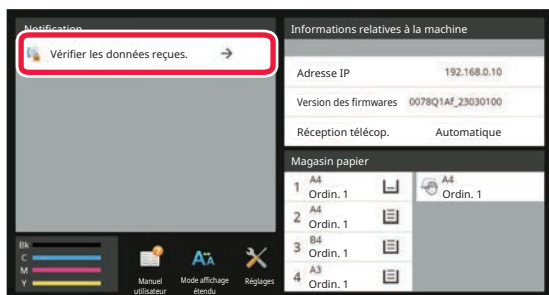 Notification
Vérifier les données reçues.
Informations relatives à la machine
Adresse IP 192.168.0.10
Version des firmwares 0078Q1Af_23030100
Réception télécop. Automatique
Magasin papier
1 A4
Ordin. 1
A4
Ordin. 1
2 A4
Ordin. 1
3 B4
Ordin. 1
4 A3
Ordin. 1
Bk
C
M
Y
Manuel
utilisateur
Mode affichage
étendu
Réglages